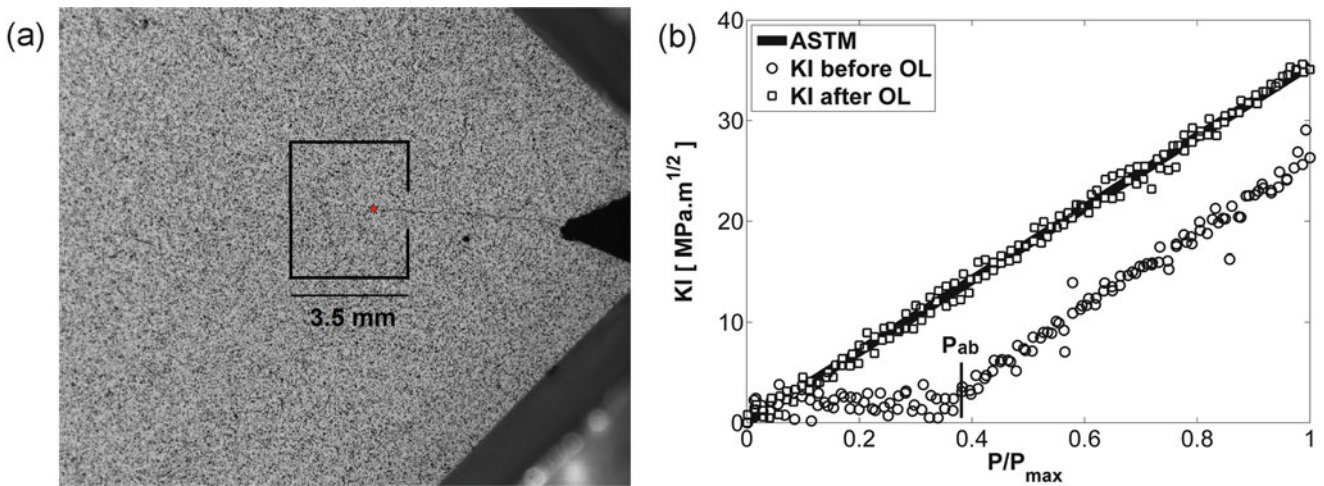 (a)
3.5 mm
(b)
KI [ MPa.m1/2 ]
40
30
20
10
0
ASTM
KI before OL
KI after OL
Pab
0 0.2 0.4 0.6 0.8 1
P/Pmax